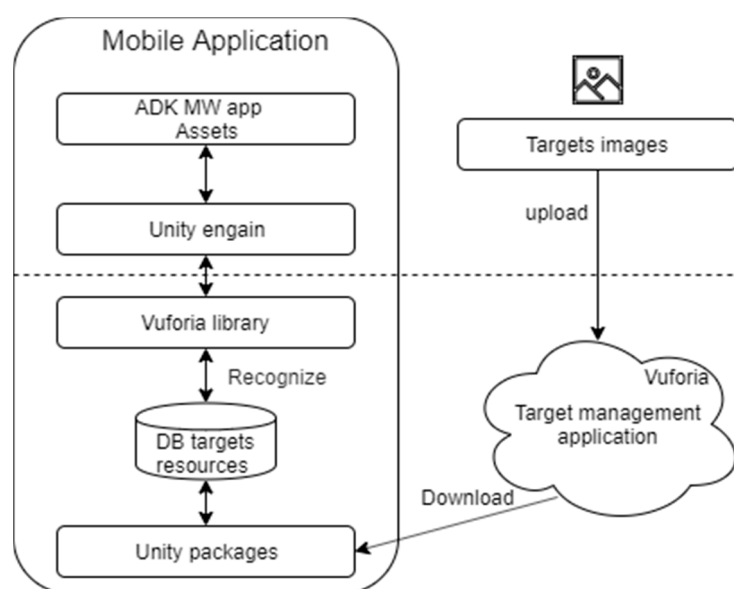 Mobile Application
ADK MW app
Assets
Targets images
upload
Unity engain
Vuforia library
Recognize
Vuforia
Target management
application
DB targets
resources
Download
Unity packages